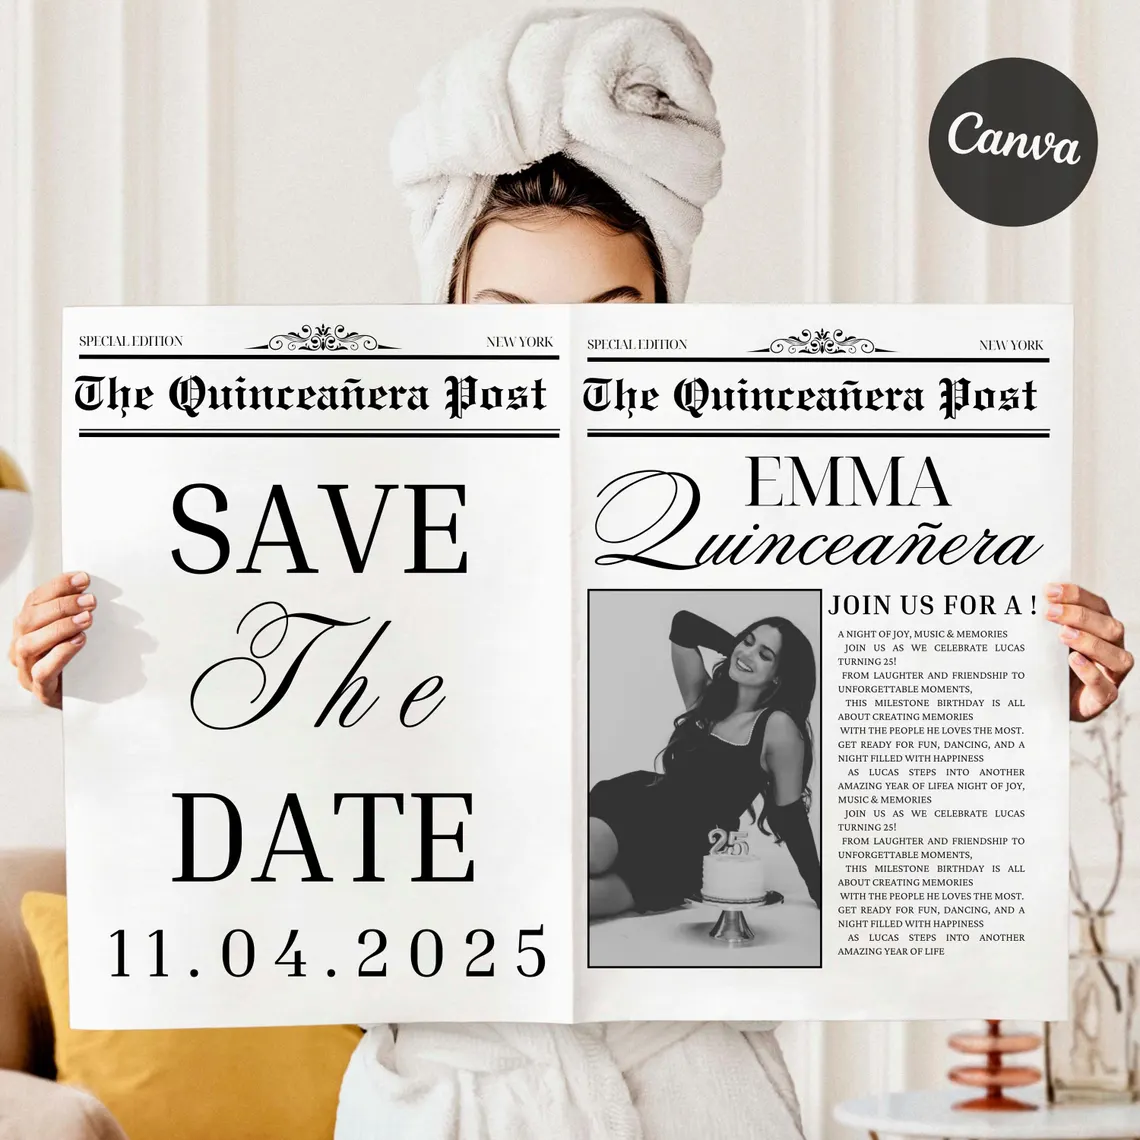 Canva
SPECIAL EDITION
NEW YORK
The Quinceañera Post
SAVE
The
DATE
11.04.2025
SPECIAL EDITION
NEW YORK
The Quinceañera Post
EMMA
Quinceañera
25
JOIN US FOR A !
A NIGHT OF JOY, MUSIC & MEMORIES
JOIN US AS WE CELEBRATE LUCAS
TURNING 25!
FROM LAUGHTER AND FRIENDSHIP TO
UNFORGETTABLE MOMENTS,
THIS MILESTONE BIRTHDAY IS ALL
ABOUT CREATING MEMORIES
WITH THE PEOPLE HE LOVES THE MOST.
GET READY FOR FUN, DANCING, AND A
NIGHT FILLED WITH HAPPINESS
AS LUCAS STEPS INTO ANOTHER
AMAZING YEAR OF LIFEA NIGHT OF JOY,
MUSIC & MEMORIES
JOIN US AS WE CELEBRATE LUCAS
TURNING 25!
FROM LAUGHTER AND FRIENDSHIP TO
UNFORGETTABLE MOMENTS,
THIS MILESTONE BIRTHDAY IS ALL
ABOUT CREATING MEMORIES
WITH THE PEOPLE HE LOVES THE MOST.
GET READY FOR FUN, DANCING, AND A
NIGHT FILLED WITH HAPPINESS
AS LUCAS STEPS INTO ANOTHER
AMAZING YEAR OF LIFE